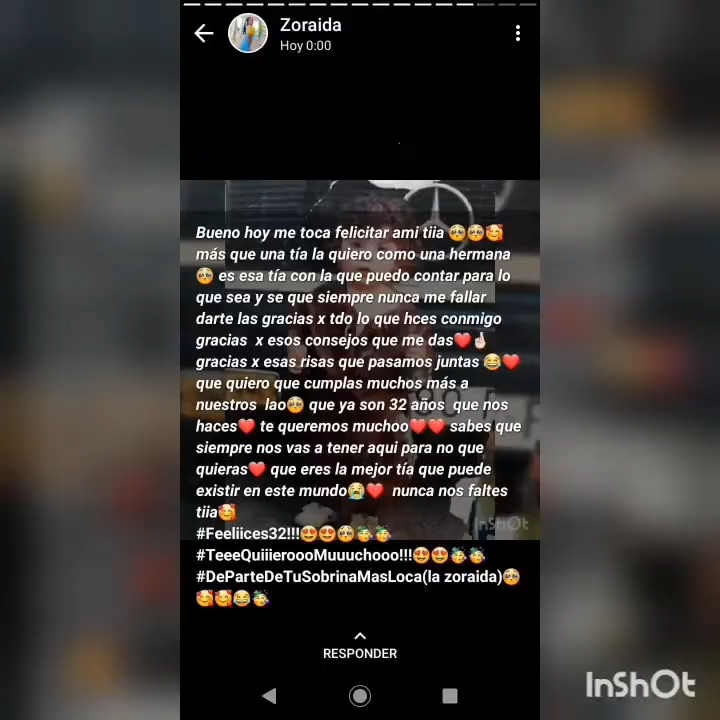 Zoraida
Hoy 0:00
Bueno hoy me toca felicitar ami tiia 🥺🥺🥰
más que una tía la quiero como una hermana
🥺 es esa tía con la que puedo contar para lo
que sea y se que siempre nunca me fallar
darte las gracias x tdo lo que hces conmigo
gracias x esos consejos que me das❤️☝🏻
gracias x esas risas que pasamos juntas 😂❤️
que quiero que cumplas muchos más a
nuestros lao🥺 que ya son 32 años que nos
haces❤️ te queremos muchoo❤️❤️ sabes que
siempre nos vas a tener aqui para no que
quieras❤️ que eres la mejor tía que puede
existir en este mundo😭❤️ nunca nos faltes
tiia🥰
#Feeliices32!!!😍😍🥺🥳🥳
#TeeeQuiiieroooMuuuchooo!!!😍😍🥳🥳
#DeParteDeTuSobrinaMasLoca(la zoraida)🥺
🥰🥰😂🥳
InShOt
RESPONDER
InShOt